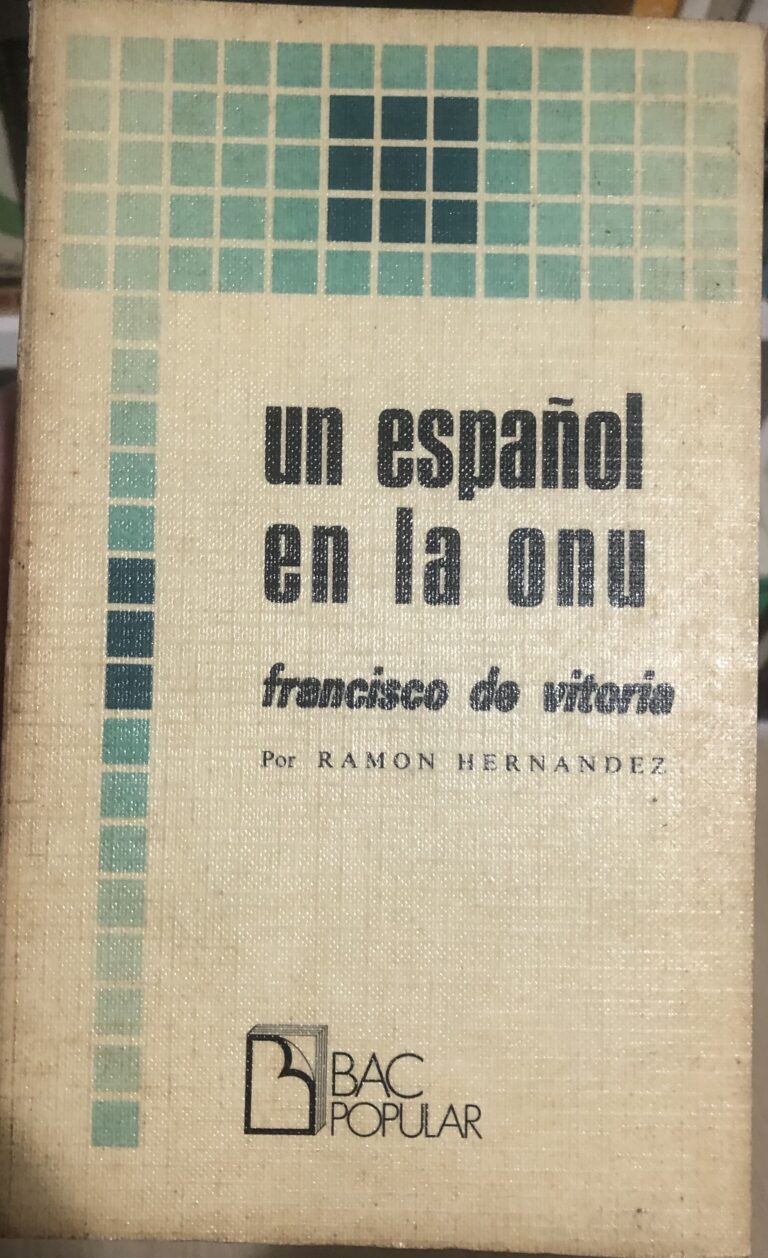 un español
en la onu
francisco de vitoria
Por RAMON HERNANDEZ
BAC
POPULAR